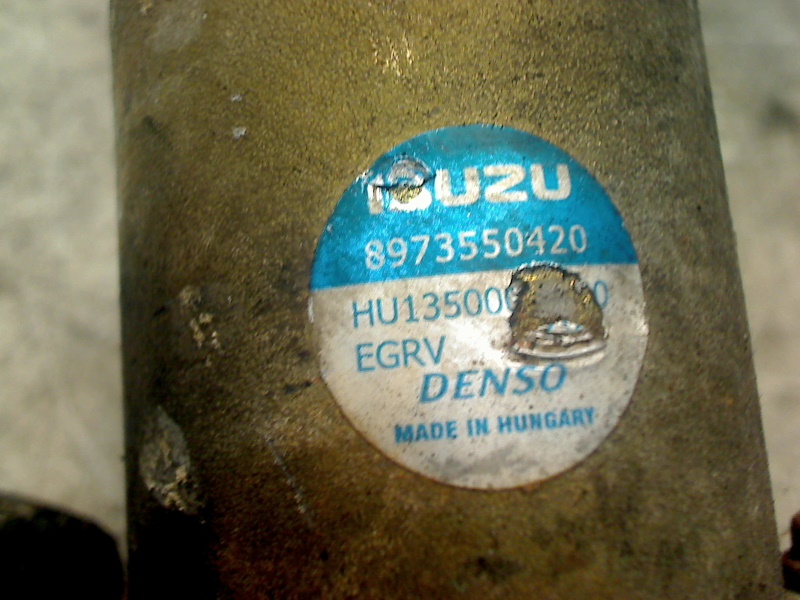 ISUZU
8973550420
EGRV
DENSO
MADE IN HUNGARY